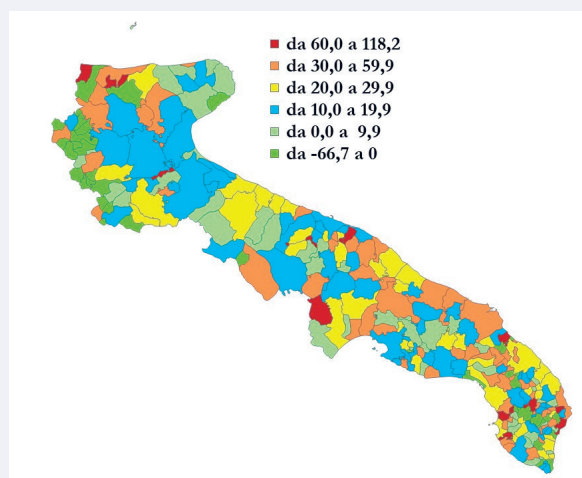 da 60,0 a 118,2
da 30,0 a 59,9
da 20,0 a 29,9
da 10,0 a 19,9
da 0,0 a 9,9
da -66,7 a 0